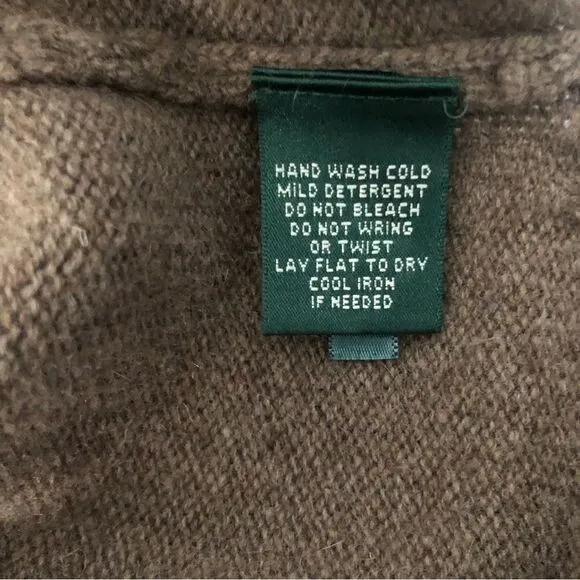 HAND WASH COLD
MILD DETERGENT
DO NOT BLEACH
DO NOT WRING
OR TWIST
LAY FLAT TO DRY
COOL IRON
IF NEEDED